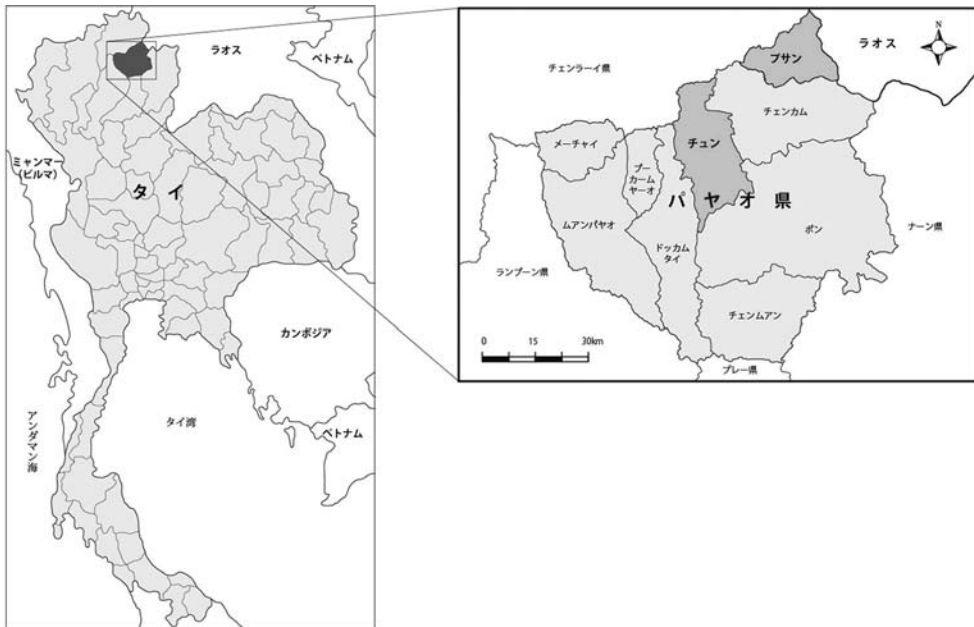 ラオス
ベトナム
ミャンマー
(ビルマ)
タイ
カンボジア
タイ湾
アンダマン海
ベトナム
N
ラオス
プサン
チェンラーイ県
チェンカム
メーチャイ
チュン
プー
カーム
ヤーオ
パヤオ県
ムアンパヤオ
ポン
ナーン県
ドッカム
タイ
ランプーン県
チェンムアン
0 15 30km
プレー県